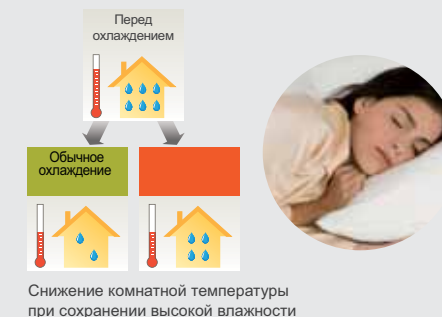 Перед
охлаждением
Обычное
охлаждение
Снижение комнатной температуры
при сохранении высокой влажности